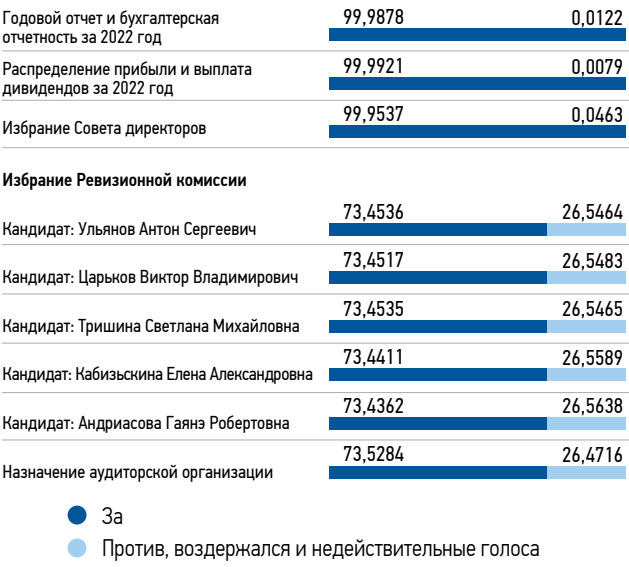 Годовой отчет и бухгалтерская
отчетность за 2022 год
99,9878 0,0122
Распределение прибыли и выплата
дивидендов за 2022 год
99,9921 0,0079
Избрание Совета директоров
99,9537 0,0463
Избрание Ревизионной комиссии
Кандидат: Ульянов Антон Сергеевич
73,4536 26,5464
Кандидат: Царьков Виктор Владимирович
73,4517 26,5483
Кандидат: Тришина Светлана Михайловна
73,4535 26,5465
Кандидат: Кабизьскина Елена Александровна
73,4411 26,5589
Кандидат: Андриасова Гаянэ Робертовна
73,4362 26,5638
Назначение аудиторской организации
73,5284 26,4716
За
Против, воздержался и недействительные голоса